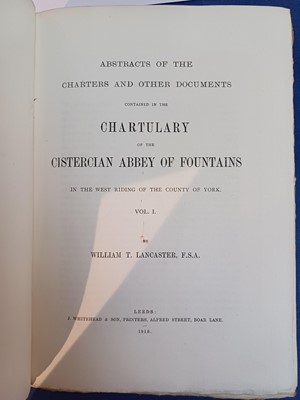 ABSTRACTS OF THE
CHARTERS AND OTHER DOCUMENTS
CONTAINED IN THE
CHARTULARY
OF THE
CISTERCIAN ABBEY OF FOUNTAINS
IN THE WEST RIDING OF THE COUNTY OF YORK.
VOL. I.
BY
WILLIAM T. LANCASTER, F.S.A.
LEEDS:
J. WHITEHEAD & SON, PRINTERS, ALFRED STREET, BOAR LANE.
1915.